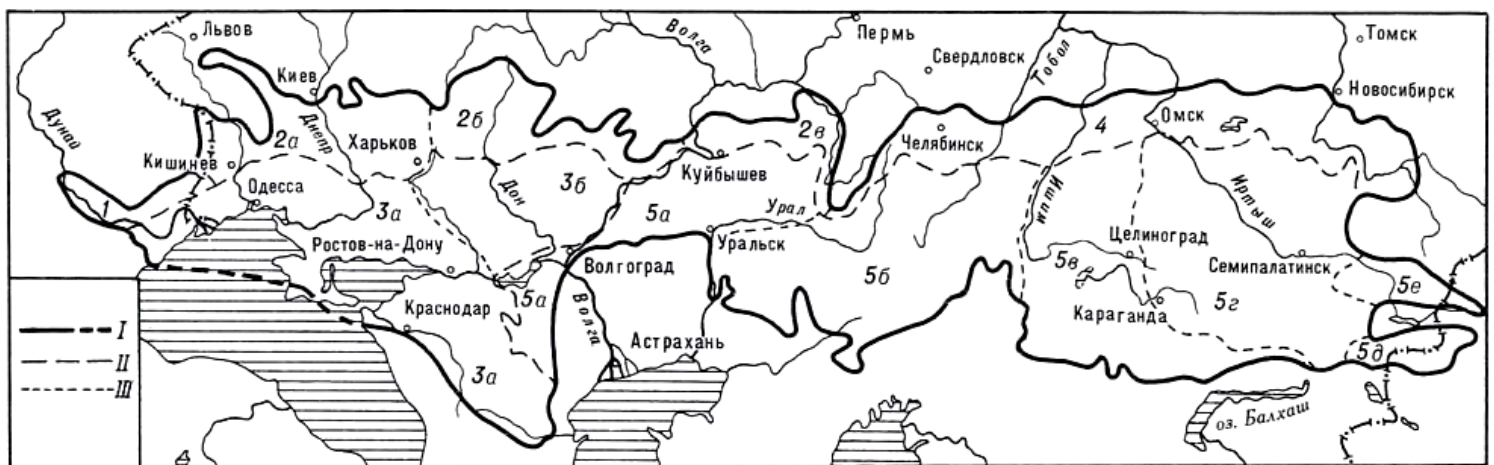 Львов
Волга
Пермь
Свердловск
Тобол
Томск
Киев
Новосибирск
Дунай
2а
Днепр
Харьков
2б
2в
Челябинск
4
Омск
Кишинев
1
Одесса
3а
Дон
3б
Куйбышев
5а
Урал
Ишим
Иртыш
Ростов-на-Дону
Волгоград
Уральск
5б
Целиноград
5в
Семипалатинск
5а
Краснодар
Волга
Караганда
5г
5е
Астрахань
3а
5д
оз. Балхаш
I
II
III